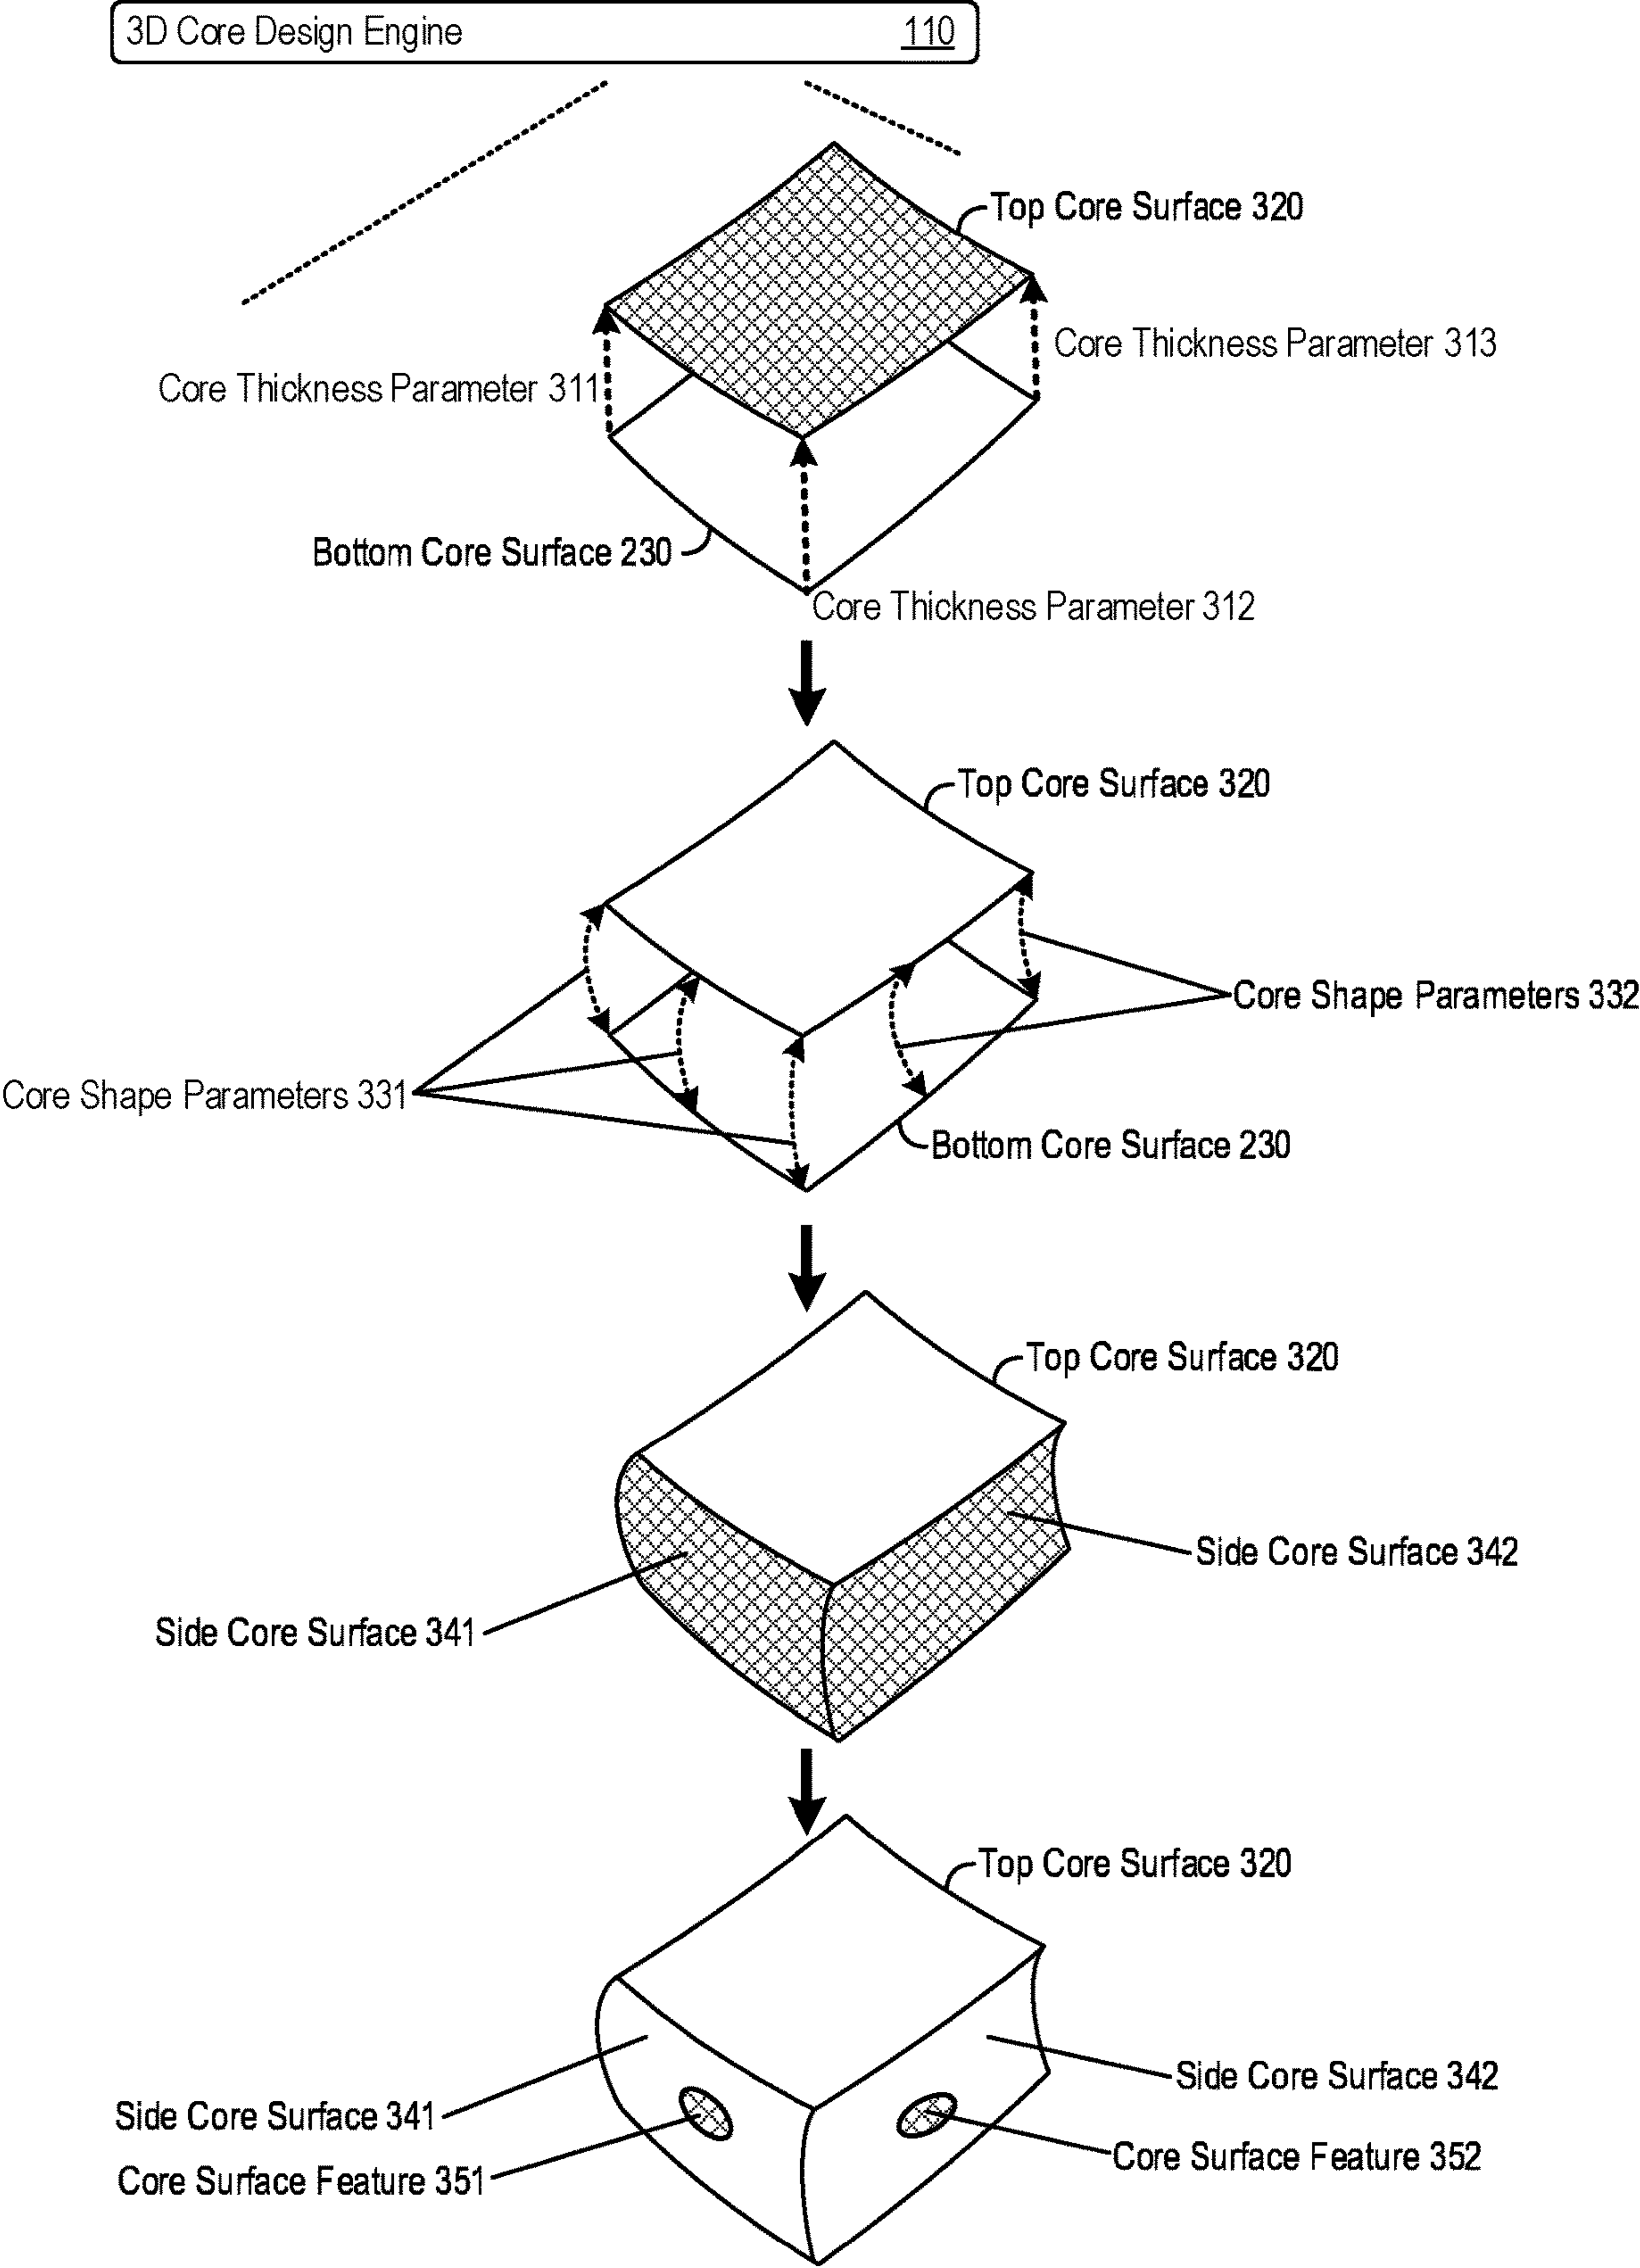 3D Core Design Engine 110
Top Core Surface 320
Core Thickness Parameter 313
Core Thickness Parameter 311
Bottom Core Surface 230
Core Thickness Parameter 312
Top Core Surface 320
Core Shape Parameters 332
Core Shape Parameters 331
Bottom Core Surface 230
Top Core Surface 320
Side Core Surface 342
Side Core Surface 341
Top Core Surface 320
Side Core Surface 342
Side Core Surface 341
Core Surface Feature 352
Core Surface Feature 351